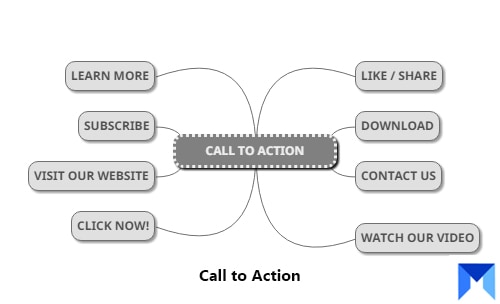 LEARN MORE
LIKE / SHARE
SUBSCRIBE
DOWNLOAD
CALL TO ACTION
VISIT OUR WEBSITE
CONTACT US
CLICK NOW!
WATCH OUR VIDEO
Call to Action